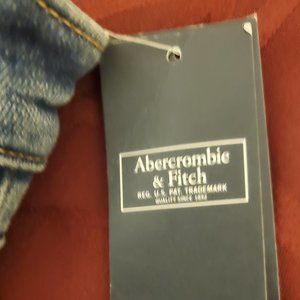 Abercrombie
& Fitch
REG. U.S. PAT. TRADEMARK
QUALITY SINCE 1892